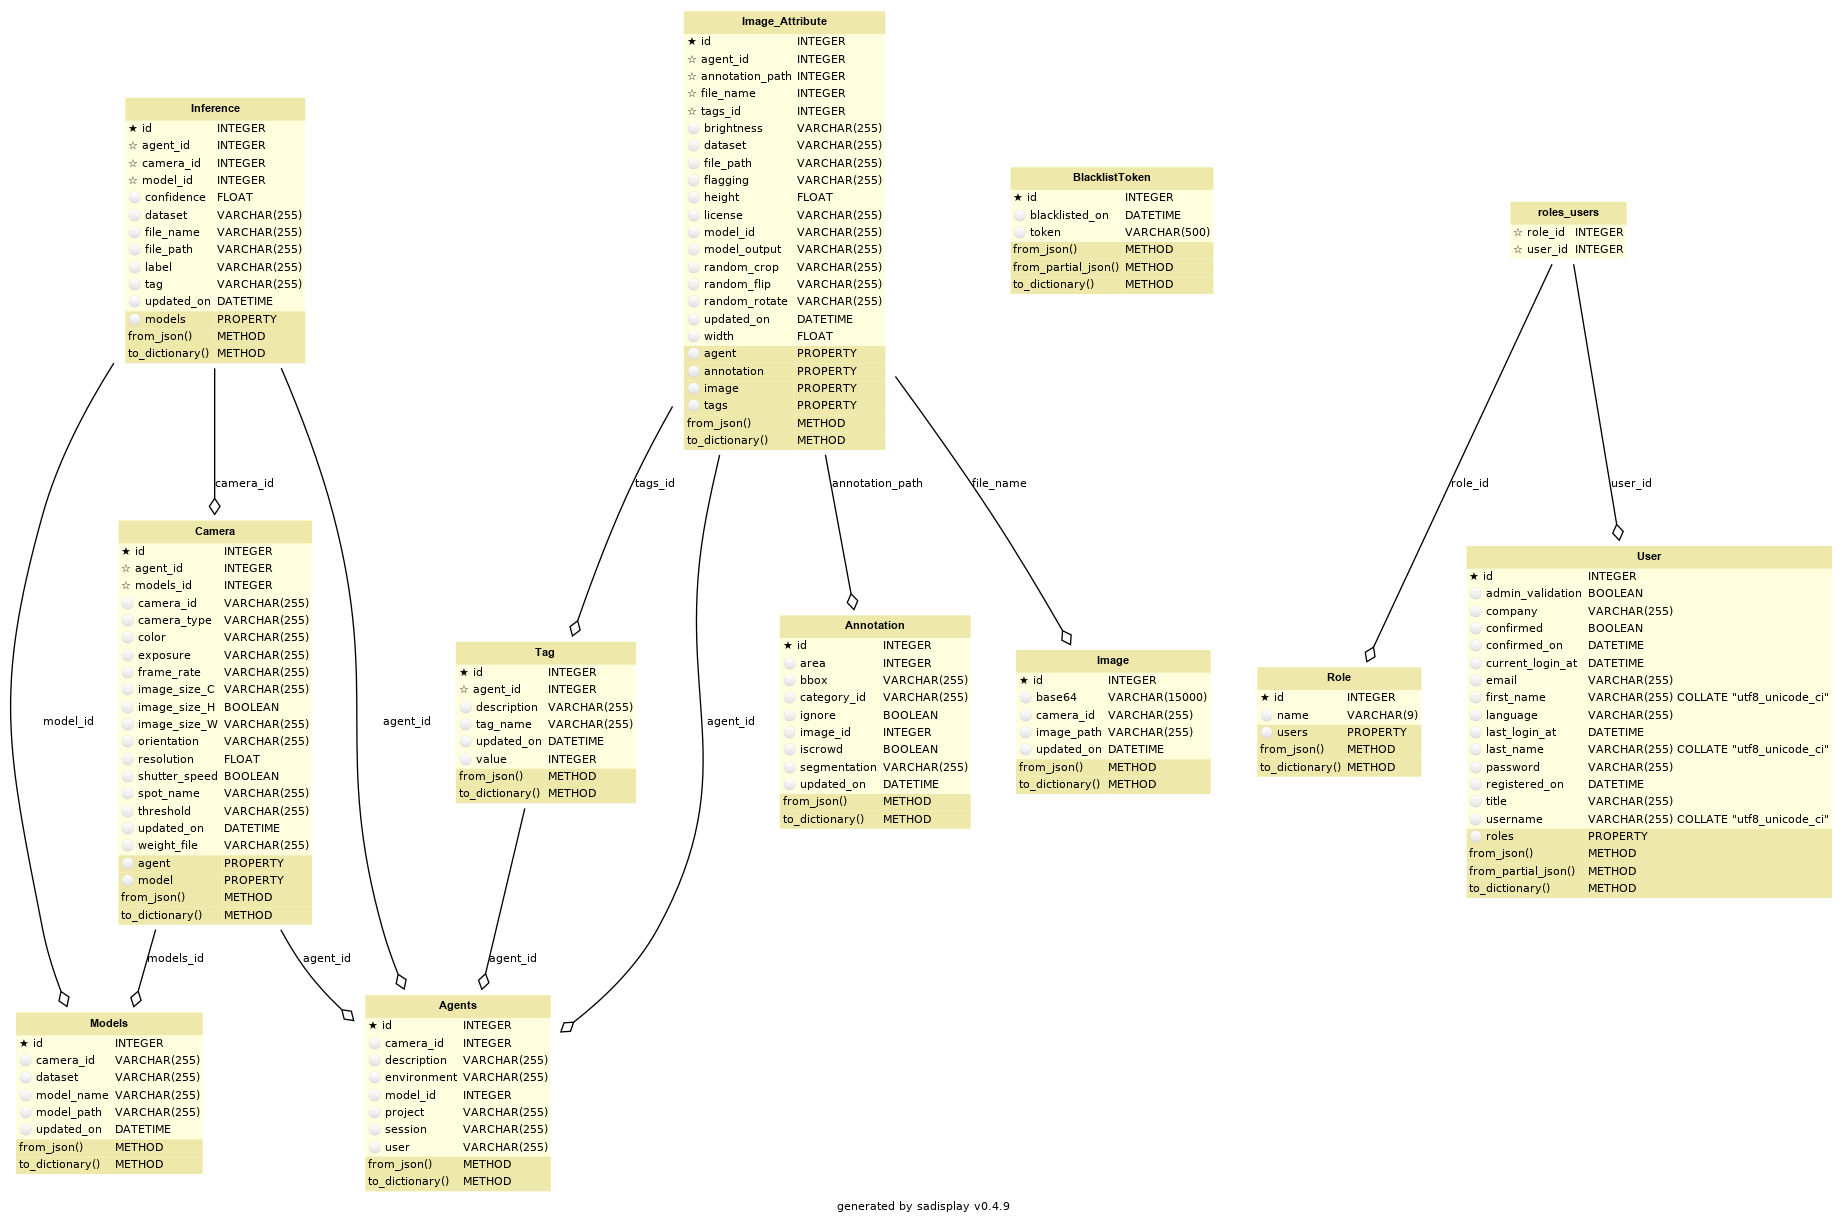 Image_Attribute
★ id INTEGER
☆ agent_id INTEGER
☆ annotation_path INTEGER
☆ file_name INTEGER
☆ tags_id INTEGER
brightness VARCHAR(255)
dataset VARCHAR(255)
file_path VARCHAR(255)
flagging VARCHAR(255)
height FLOAT
license VARCHAR(255)
model_id VARCHAR(255)
model_output VARCHAR(255)
random_crop VARCHAR(255)
random_flip VARCHAR(255)
random_rotate VARCHAR(255)
updated_on DATETIME
width FLOAT
agent PROPERTY
annotation PROPERTY
image PROPERTY
tags PROPERTY
from_json() METHOD
to_dictionary() METHOD
Inference
★ id INTEGER
☆ agent_id INTEGER
☆ camera_id INTEGER
☆ model_id INTEGER
confidence FLOAT
dataset VARCHAR(255)
file_name VARCHAR(255)
file_path VARCHAR(255)
label VARCHAR(255)
tag VARCHAR(255)
updated_on DATETIME
models PROPERTY
from_json() METHOD
to_dictionary() METHOD
BlacklistToken
★ id INTEGER
blacklisted_on DATETIME
token VARCHAR(500)
from_json() METHOD
from_partial_json() METHOD
to_dictionary() METHOD
roles_users
☆ role_id INTEGER
☆ user_id INTEGER
camera_id
tags_id
annotation_path
file_name
role_id
user_id
Camera
★ id INTEGER
☆ agent_id INTEGER
☆ models_id INTEGER
camera_id VARCHAR(255)
camera_type VARCHAR(255)
color VARCHAR(255)
exposure VARCHAR(255)
frame_rate VARCHAR(255)
image_size_C VARCHAR(255)
image_size_H BOOLEAN
image_size_W VARCHAR(255)
orientation VARCHAR(255)
resolution FLOAT
shutter_speed BOOLEAN
spot_name VARCHAR(255)
threshold VARCHAR(255)
updated_on DATETIME
weight_file VARCHAR(255)
agent PROPERTY
model PROPERTY
from_json() METHOD
to_dictionary() METHOD
Tag
★ id INTEGER
☆ agent_id INTEGER
description VARCHAR(255)
tag_name VARCHAR(255)
updated_on DATETIME
value INTEGER
from_json() METHOD
to_dictionary() METHOD
Annotation
★ id INTEGER
area INTEGER
bbox VARCHAR(255)
category_id VARCHAR(255)
ignore BOOLEAN
image_id INTEGER
iscrowd BOOLEAN
segmentation VARCHAR(255)
updated_on DATETIME
from_json() METHOD
to_dictionary() METHOD
Image
★ id INTEGER
base64 VARCHAR(15000)
camera_id VARCHAR(255)
image_path VARCHAR(255)
updated_on DATETIME
from_json() METHOD
to_dictionary() METHOD
Role
★ id INTEGER
name VARCHAR(9)
users PROPERTY
from_json() METHOD
to_dictionary() METHOD
User
★ id INTEGER
admin_validation BOOLEAN
company VARCHAR(255)
confirmed BOOLEAN
confirmed_on DATETIME
current_login_at DATETIME
email VARCHAR(255)
first_name VARCHAR(255) COLLATE "utf8_unicode_ci"
language VARCHAR(255)
last_login_at DATETIME
last_name VARCHAR(255) COLLATE "utf8_unicode_ci"
password VARCHAR(255)
registered_on DATETIME
title VARCHAR(255)
username VARCHAR(255) COLLATE "utf8_unicode_ci"
roles PROPERTY
from_json() METHOD
from_partial_json() METHOD
to_dictionary() METHOD
model_id
agent_id
agent_id
models_id
agent_id
agent_id
Models
★ id INTEGER
camera_id VARCHAR(255)
dataset VARCHAR(255)
model_name VARCHAR(255)
model_path VARCHAR(255)
updated_on DATETIME
from_json() METHOD
to_dictionary() METHOD
Agents
★ id INTEGER
camera_id INTEGER
description VARCHAR(255)
environment VARCHAR(255)
model_id INTEGER
project VARCHAR(255)
session VARCHAR(255)
user VARCHAR(255)
from_json() METHOD
to_dictionary() METHOD
generated by sadisplay v0.4.9